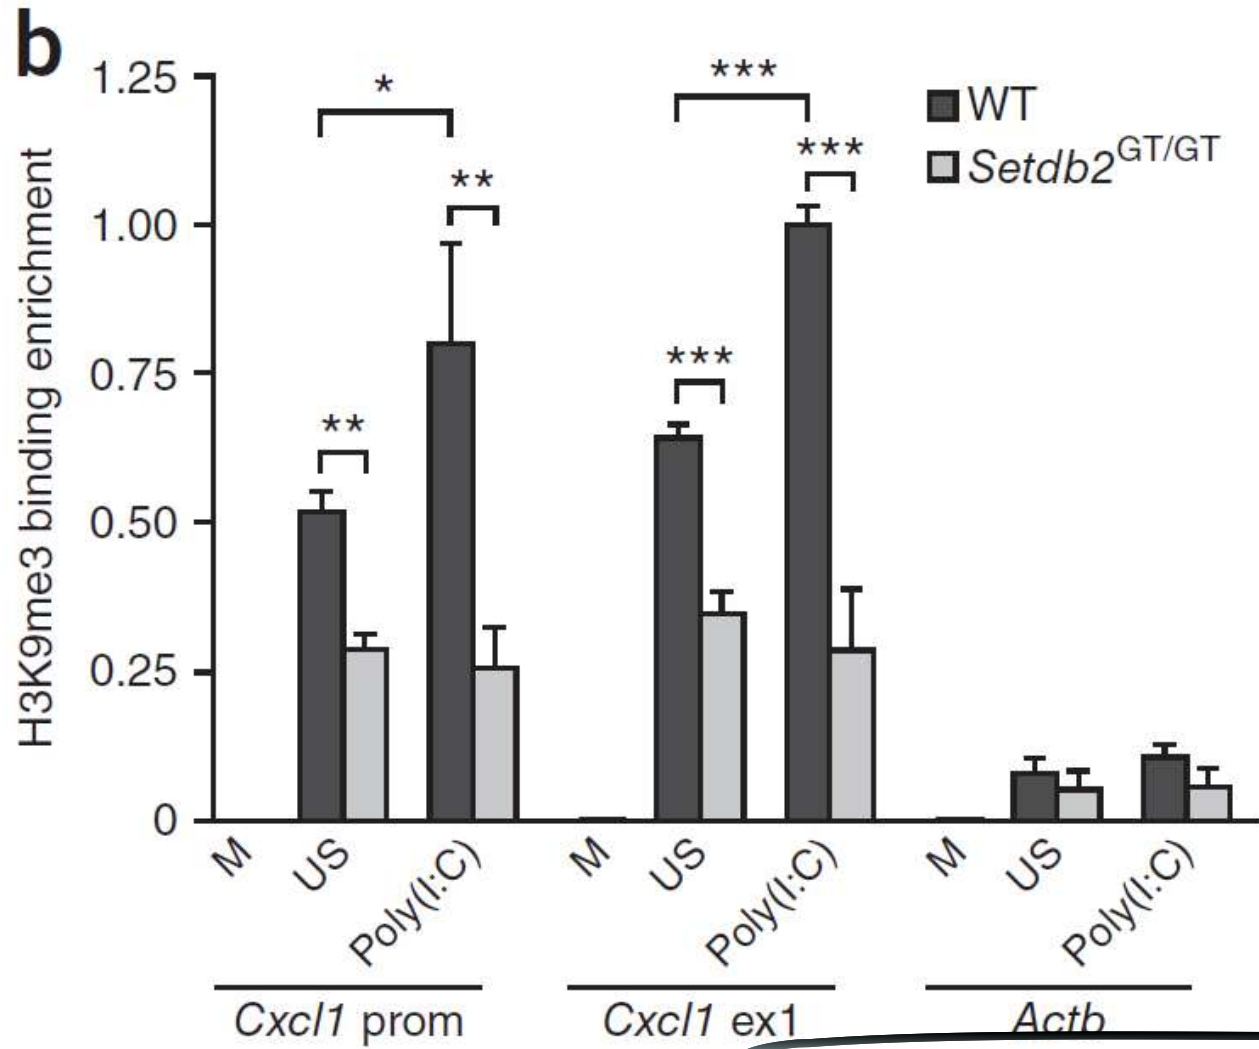 b
1.25
1.00
0.75
0.50
0.25
0
H3K9me3 binding enrichment
*
**
**
***
***
***
WT
Setdb2GT/GT
M
US
Poly(I:C)
M
US
Poly(I:C)
M
US
Poly(I:C)
Cxcl1 prom
Cxcl1 ex1
Actb